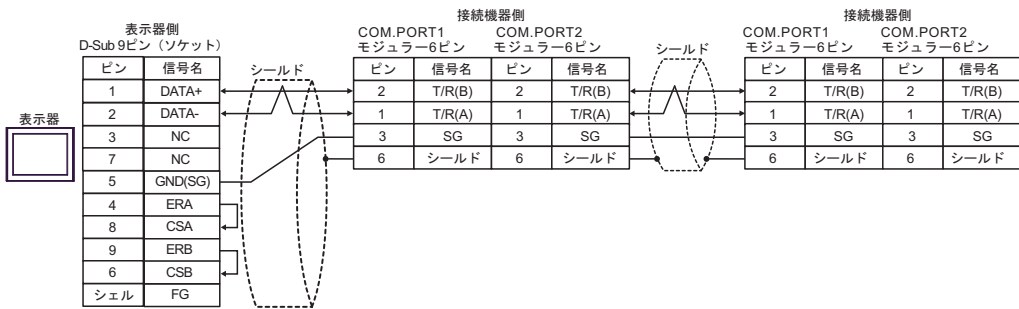 表示器
表示器側
D-Sub 9ピン（ソケット）
ピン 信号名
1 DATA+
2 DATA-
3 NC
7 NC
5 GND(SG)
4 ERA
8 CSA
9 ERB
6 CSB
シェル FG
シールド
接続機器側
COM.PORT1 COM.PORT2
モジュラー6ピン モジュラー6ピン
ピン 信号名 ピン 信号名
2 T/R(B) 2 T/R(B)
1 T/R(A) 1 T/R(A)
3 SG 3 SG
6 シールド 6 シールド
シールド
接続機器側
COM.PORT1 COM.PORT2
モジュラー6ピン モジュラー6ピン
ピン 信号名 ピン 信号名
2 T/R(B) 2 T/R(B)
1 T/R(A) 1 T/R(A)
3 SG 3 SG
6 シールド 6 シールド